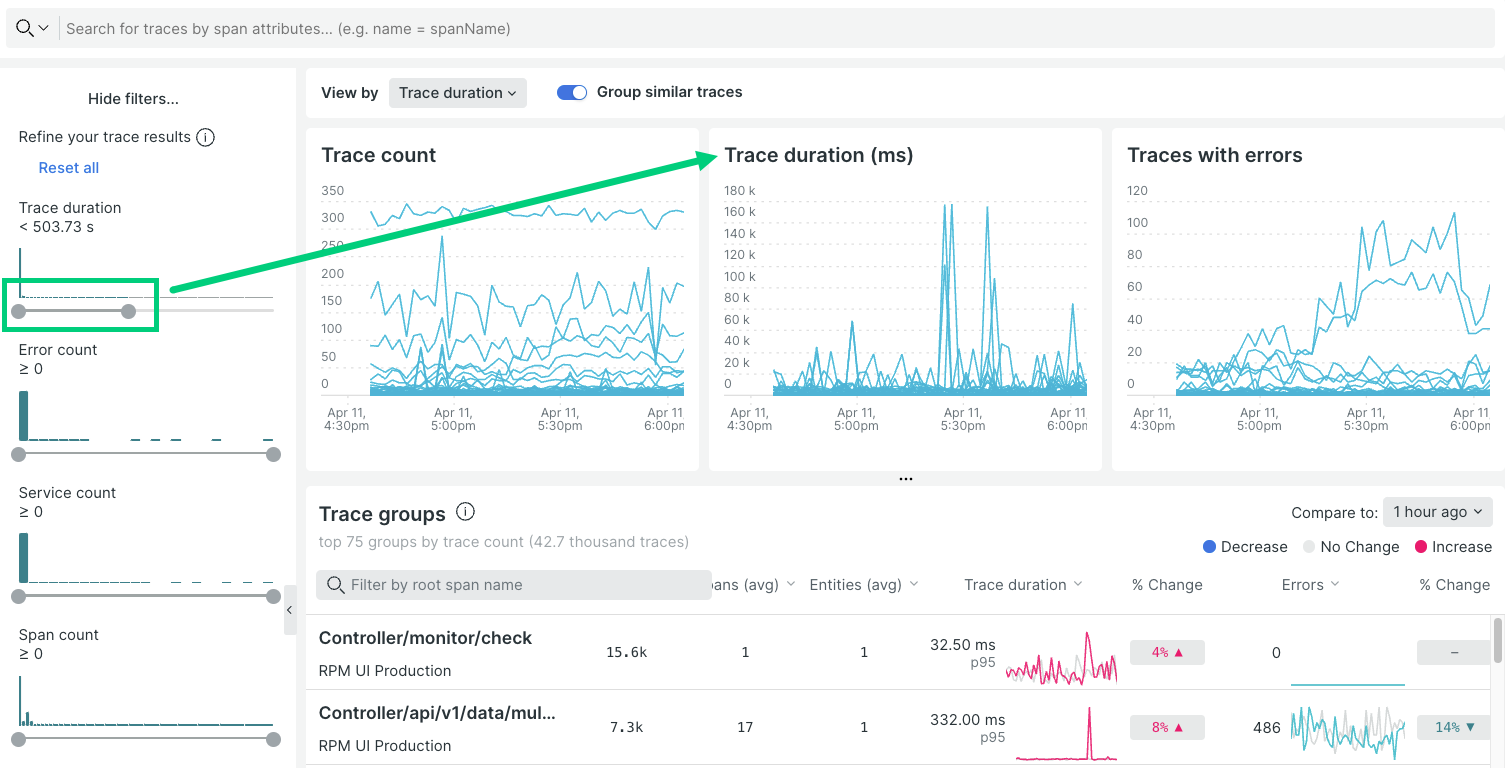 Search for traces by span attributes... (e.g. name = spanName)
Hide filters...
Refine your trace results
Reset all
Trace duration
< 503.73 s
Error count
≥ 0
Service count
≥ 0
Span count
≥ 0
View by Trace duration Group similar traces
Trace count
350
300
250
200
150
100
50
0
Apr 11, 4:30pm
Apr 11, 5:00pm
Apr 11, 5:30pm
Apr 11 6:00pm
Trace duration (ms)
180 k
160 k
140 k
120 k
100 k
80 k
60 k
40 k
20 k
0
Apr 11, 4:30pm
Apr 11, 5:00pm
Apr 11, 5:30pm
Apr 11 6:00pm
Traces with errors
120
100
80
60
40
20
0
Apr 11, 4:30pm
Apr 11, 5:00pm
Apr 11, 5:30pm
Apr 11 6:00pm
Trace groups
top 75 groups by trace count (42.7 thousand traces)
Compare to: 1 hour ago
Decrease No Change Increase
Filter by root span name
ans (avg) Entities (avg) Trace duration % Change Errors % Change
Controller/monitor/check
RPM UI Production
15.6k 1 1 32.50 ms p95 4% ▲ 0 –
Controller/api/v1/data/mul...
RPM UI Production
7.3k 17 1 332.00 ms p95 8% ▲ 486 14% ▼